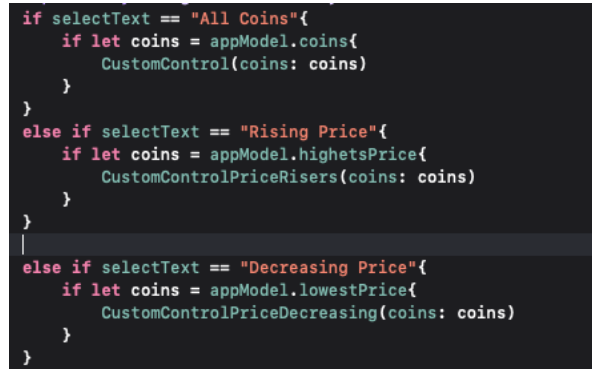 if selectText == "All Coins"{
    if let coins = appModel.coins{
        CustomControl(coins: coins)
    }
}
else if selectText == "Rising Price"{
    if let coins = appModel.highetsPrice{
        CustomControlPriceRisers(coins: coins)
    }
}
else if selectText == "Decreasing Price"{
    if let coins = appModel.lowestPrice{
        CustomControlPriceDecreasing(coins: coins)
    }
}